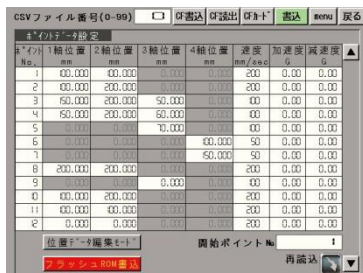 CSVファイル番号(0-99) CF書込 CF読出 CFカード 書込 menu 戻る
ポイントデータ設定
ポイント 1軸位置 2軸位置 3軸位置 4軸位置 速度 加速度 減速度
No. mm mm mm mm mm/sec G G
1 100.000 100.000 0.000 0.000 200 0.00 0.00
2 100.000 200.000 0.000 0.000 200 0.00 0.00
3 150.000 200.000 50.000 0.000 100 0.00 0.00
4 150.000 200.000 60.000 0.000 100 0.00 0.00
5 0.000 0.000 70.000 0.000 100 0.00 0.00
6 0.000 0.000 0.000 100.000 50 0.00 0.00
7 0.000 0.000 0.000 150.000 50 0.00 0.00
8 200.000 200.000 0.000 0.000 200 0.00 0.00
9 0.000 0.000 0.000 0.000 100 0.00 0.00
10 200.000 200.000 0.000 0.000 100 0.00 0.00
11 100.000 100.000 0.000 0.000 200 0.00 0.00
12 0.000 0.000 0.000 0.000 200 0.00 0.00
位置データ編集モード 開始ポイント№ 1
フラッシュROM書込 再読込